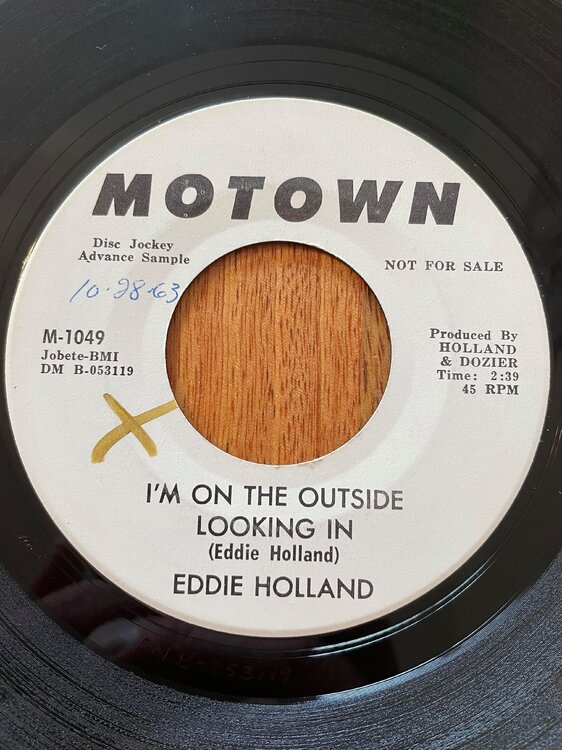 MOTOWN
Disc Jockey
Advance Sample
NOT FOR SALE
10·28·63
M-1049
Jobete-BMI
DM B-053119
Produced By
HOLLAND
& DOZIER
Time: 2:39
45 RPM
I'M ON THE OUTSIDE
LOOKING IN
(Eddie Holland)
EDDIE HOLLAND